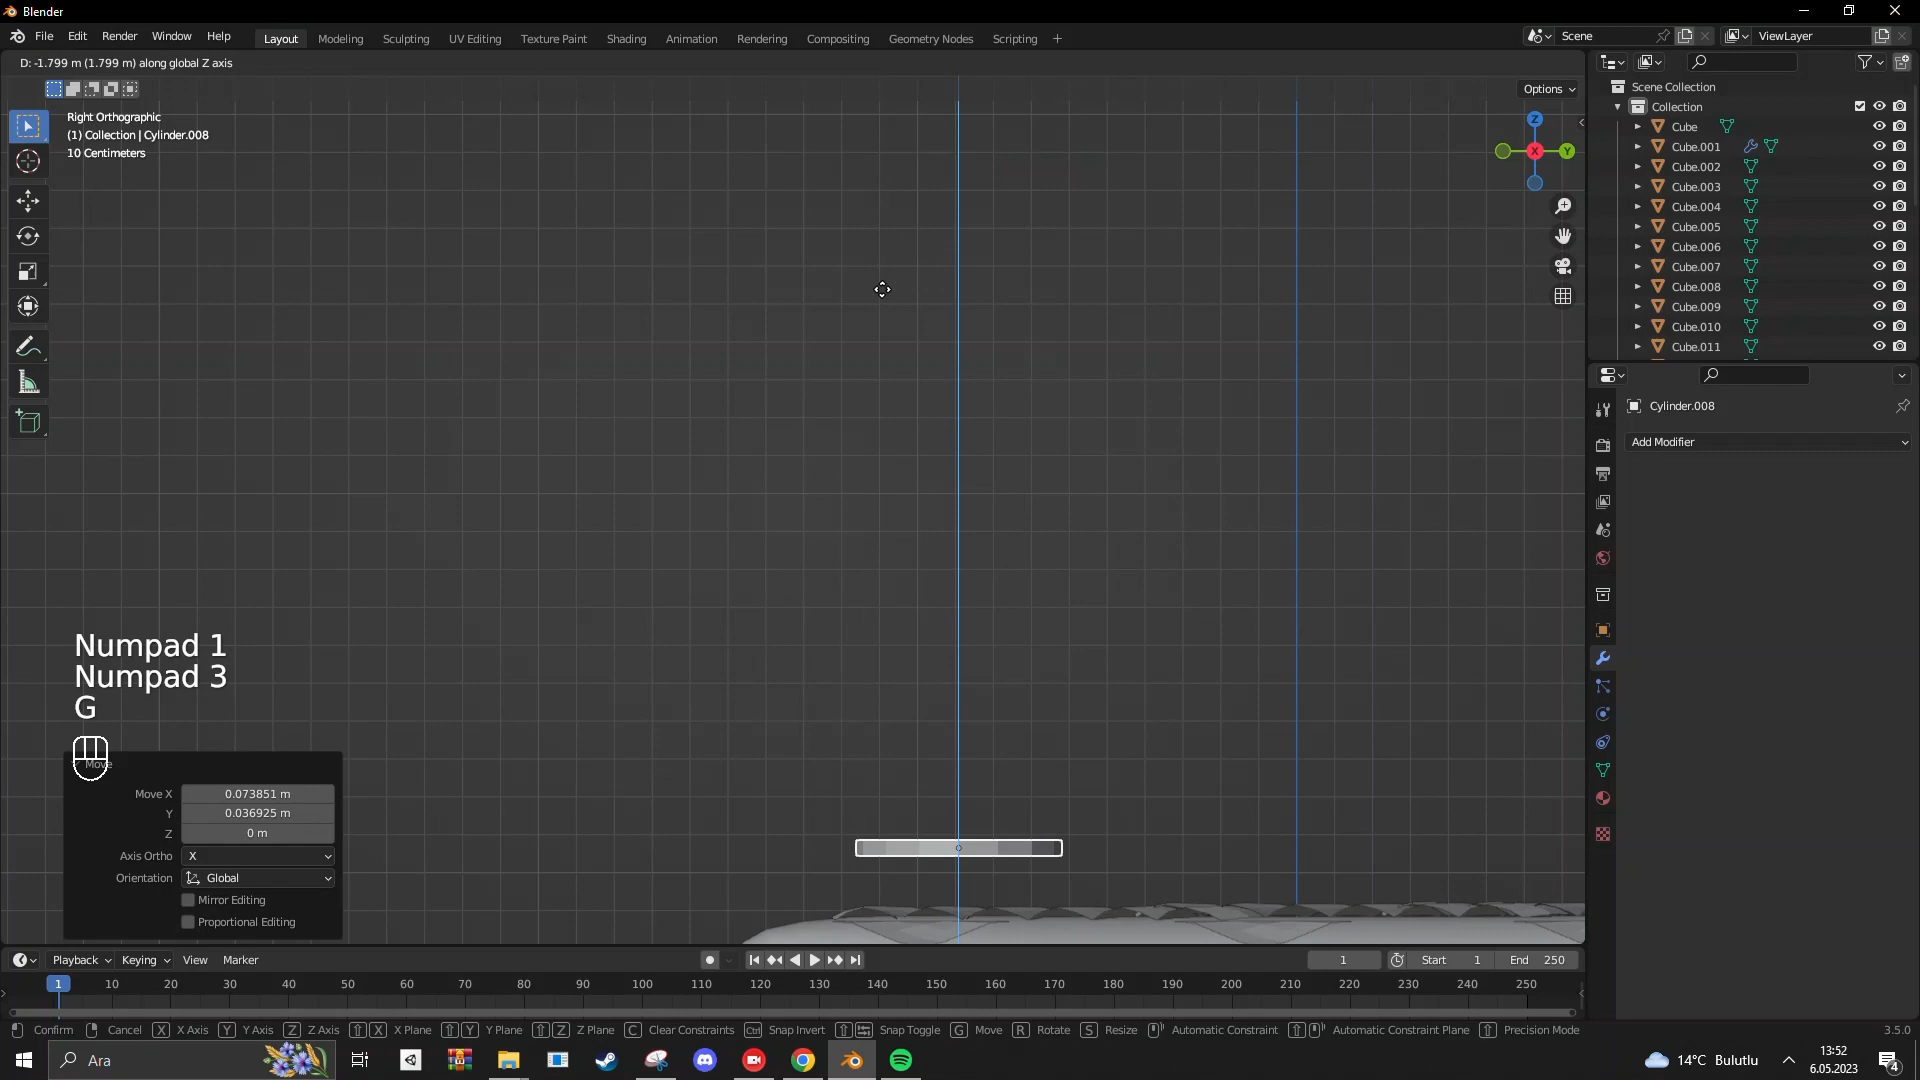 Blender
File Edit Render Window Help Layout Modeling Sculpting UV Editing Texture Paint Shading Animation Rendering Compositing Geometry Nodes Scripting Scene ViewLayer
D: -1.799 m (1.799 m) along global Z axis
Options
Right Orthographic
(1) Collection | Cylinder.008
10 Centimeters
Z
X
Y
Scene Collection
Collection
Cube
Cube.001
Cube.002
Cube.003
Cube.004
Cube.005
Cube.006
Cube.007
Cube.008
Cube.009
Cube.010
Cube.011
Cylinder.008
Add Modifier
Numpad 1
Numpad 3
G
Move
Move X 0.073851 m
Y 0.036925 m
Z 0 m
Axis Ortho X
Orientation Global
Mirror Editing
Proportional Editing
Playback Keying View Marker 1 Start 1 End 250
1 10 20 30 40 50 60 70 80 90 100 110 120 130 140 150 160 170 180 190 200 210 220 230 240 250
Confirm Cancel X X Axis Y Y Axis Z Z Axis X X Plane Y Y Plane Z Z Plane C Clear Constraints Ctrl Snap Invert Snap Toggle G Move R Rotate S Resize Automatic Constraint Automatic Constraint Plane Precision Mode 3.5.0
Ara
14°C Bulutlu
13:52
6.05.2023
4